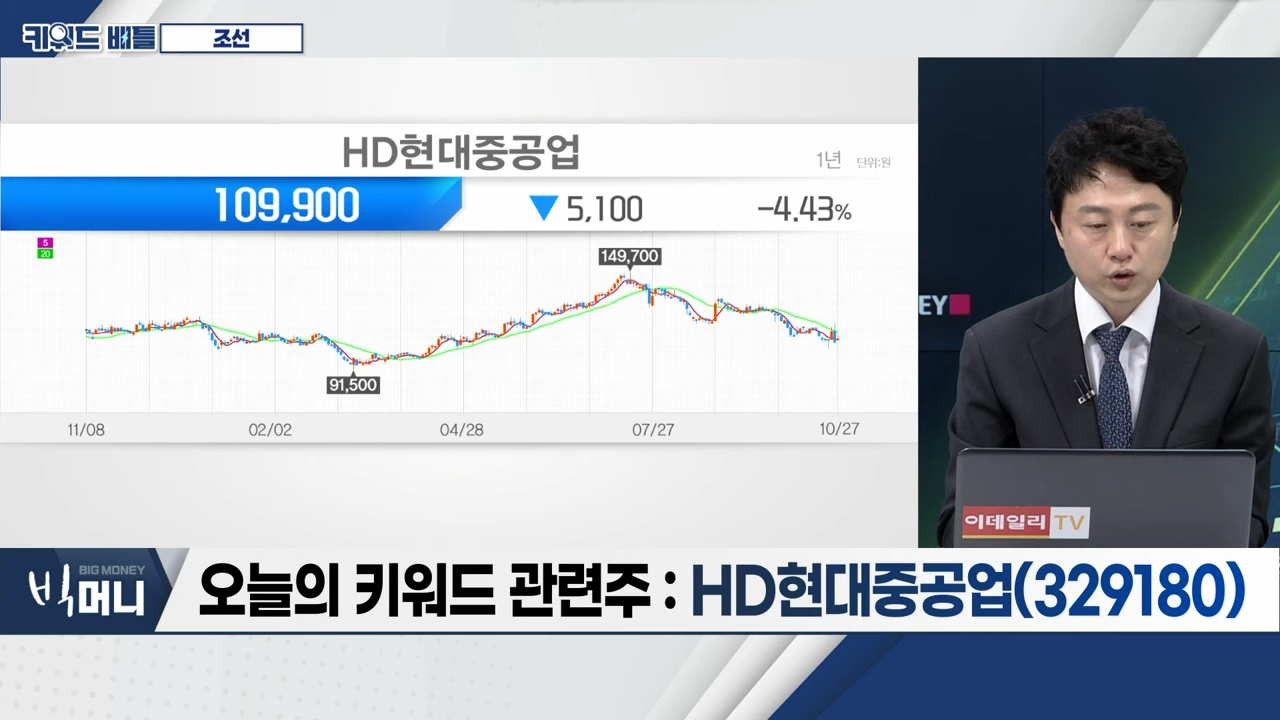 키워드 배틀
조선
HD현대중공업
1년 단위:원
109,900 ▼ 5,100 -4.43%
5
20
149,700
91,500
11/08 02/02 04/28 07/27 10/27
EY
이데일리 TV
빅머니 BIG MONEY
오늘의 키워드 관련주 : HD현대중공업(329180)